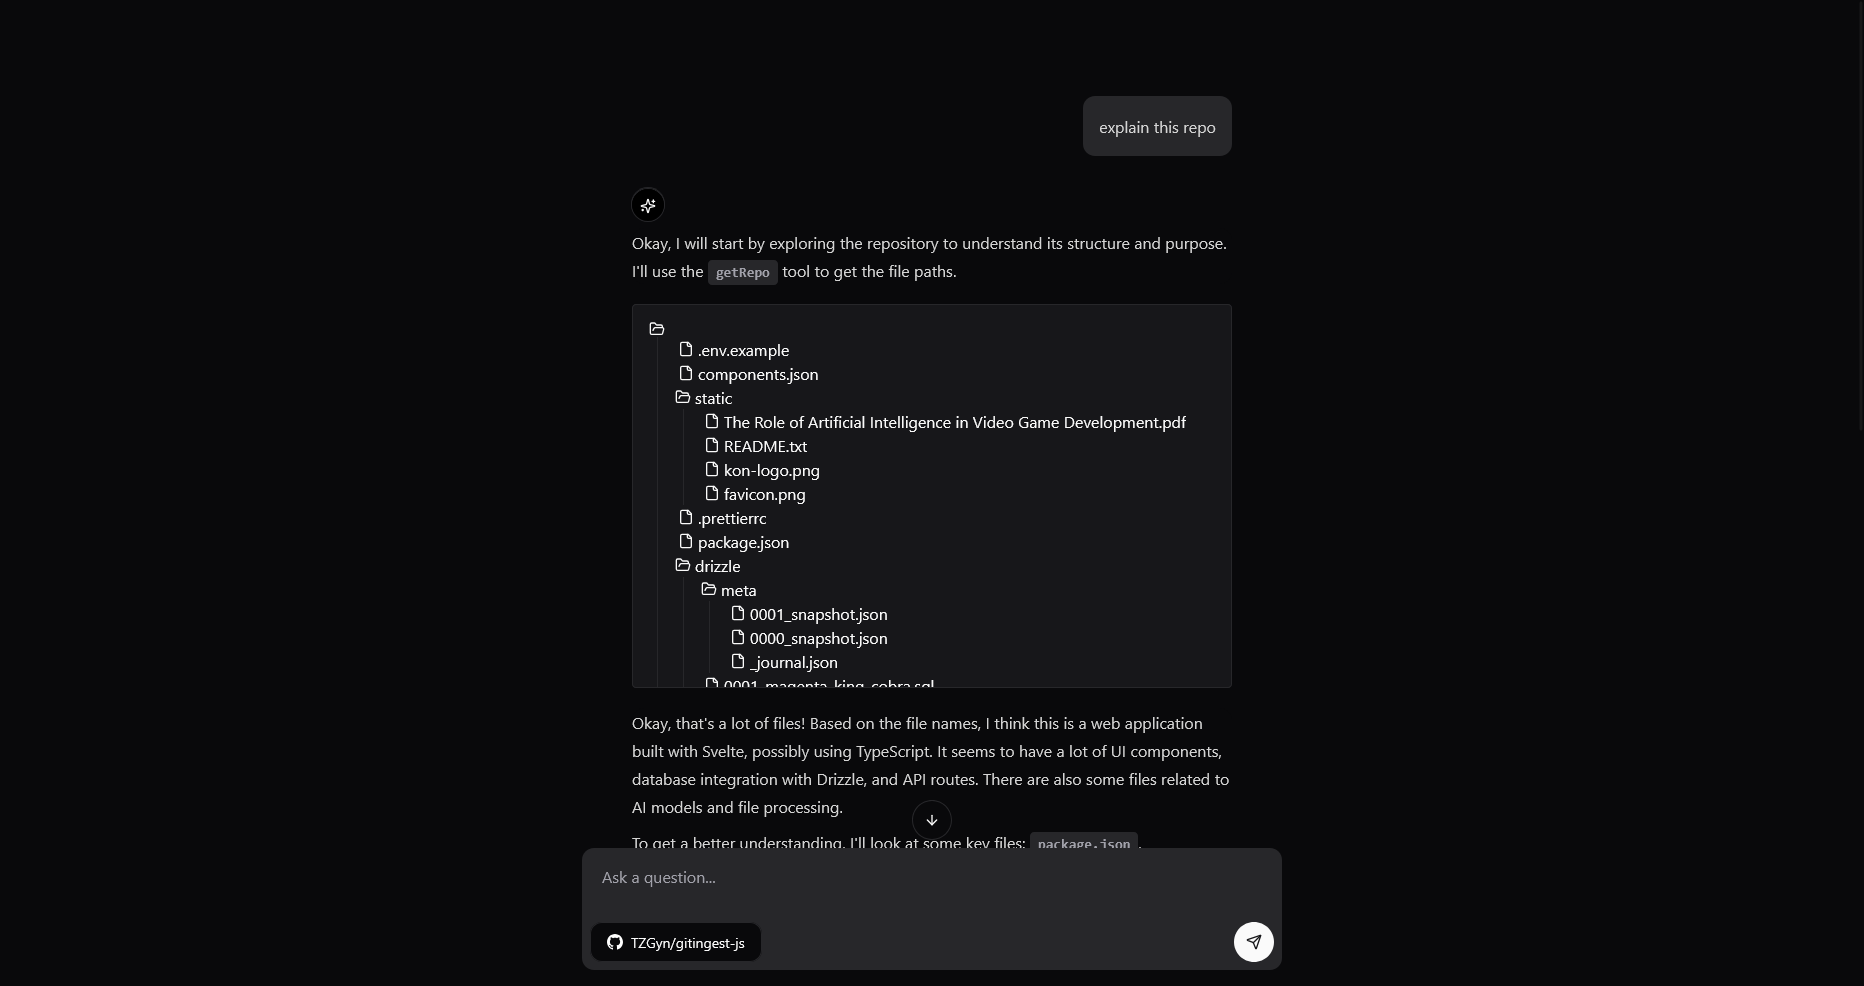 explain this repo
Okay, I will start by exploring the repository to understand its structure and purpose.
I'll use the getRepo tool to get the file paths.
.env.example
components.json
static
The Role of Artificial Intelligence in Video Game Development.pdf
README.txt
kon-logo.png
favicon.png
.prettierrc
package.json
drizzle
meta
0001_snapshot.json
0000_snapshot.json
_journal.json
0001_magenta_king_cobra.sql
Okay, that's a lot of files! Based on the file names, I think this is a web application
built with Svelte, possibly using TypeScript. It seems to have a lot of UI components,
database integration with Drizzle, and API routes. There are also some files related to
AI models and file processing.
To get a better understanding, I'll look at some key files: package.json,
Ask a question...
TZGyn/gitingest-js